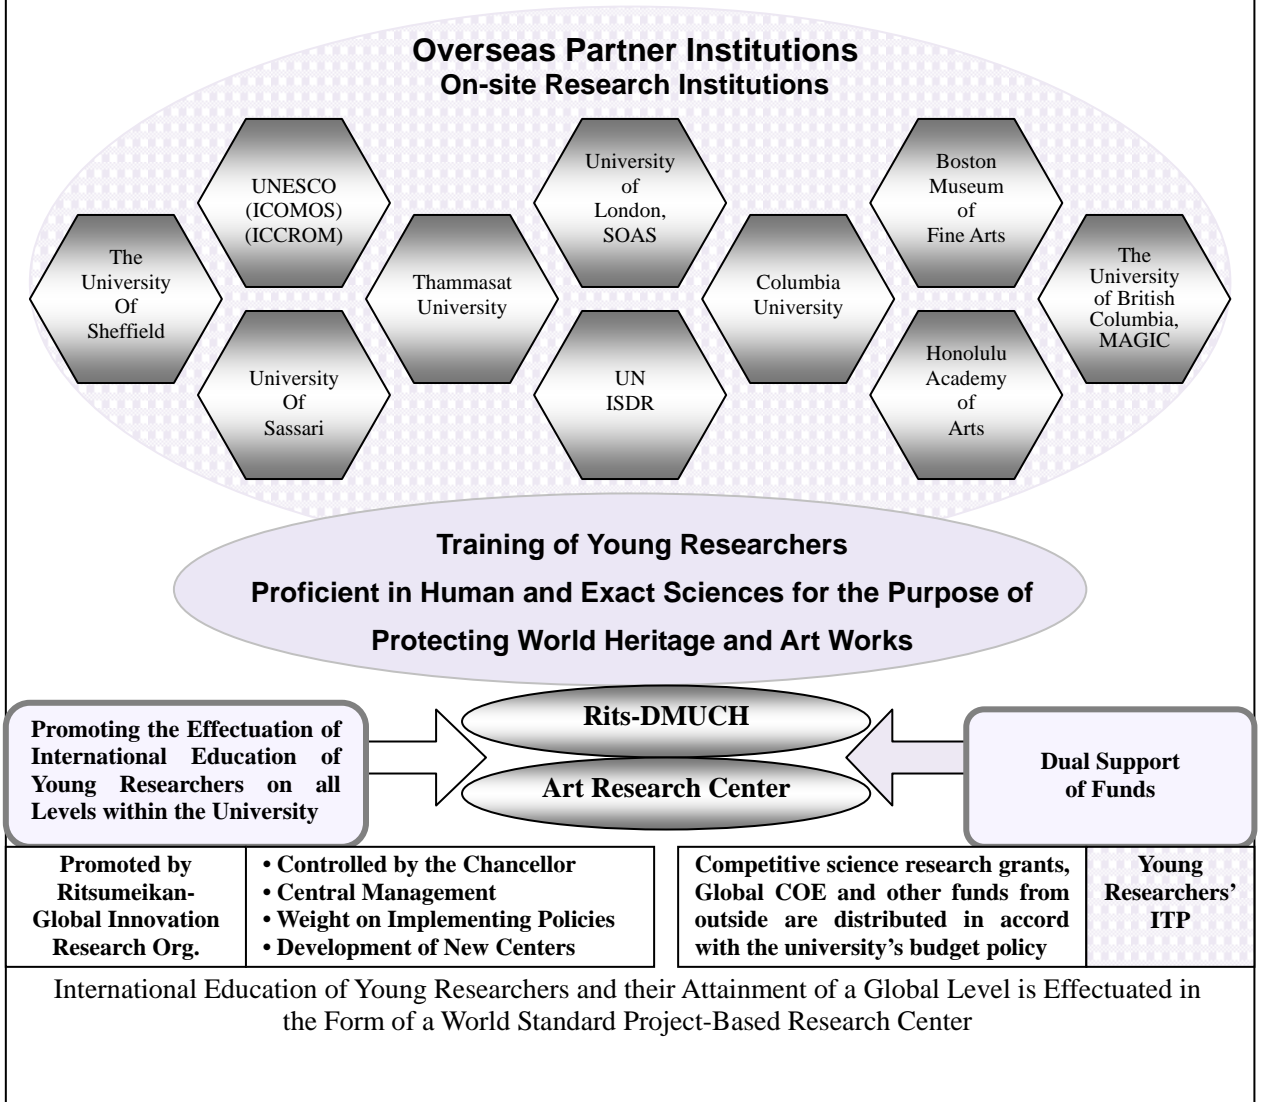 Overseas Partner Institutions
On-site Research Institutions
The
University
Of
Sheffield
UNESCO
(ICOMOS)
(ICCROM)
University
Of
Sassari
Thammasat
University
University
of
London,
SOAS
UN
ISDR
Columbia
University
Boston
Museum
of
Fine Arts
Honolulu
Academy
of
Arts
The
University
of British
Columbia,
MAGIC
Training of Young Researchers
Proficient in Human and Exact Sciences for the Purpose of
Protecting World Heritage and Art Works
Promoting the Effectuation of
International Education of
Young Researchers on all
Levels within the University
Rits-DMUCH
Art Research Center
Dual Support
of Funds
Promoted by
Ritsumeikan-
Global Innovation
Research Org.
• Controlled by the Chancellor
• Central Management
• Weight on Implementing Policies
• Development of New Centers
Competitive science research grants,
Global COE and other funds from
outside are distributed in accord
with the university's budget policy
Young
Researchers'
ITP
International Education of Young Researchers and their Attainment of a Global Level is Effectuated in
the Form of a World Standard Project-Based Research Center